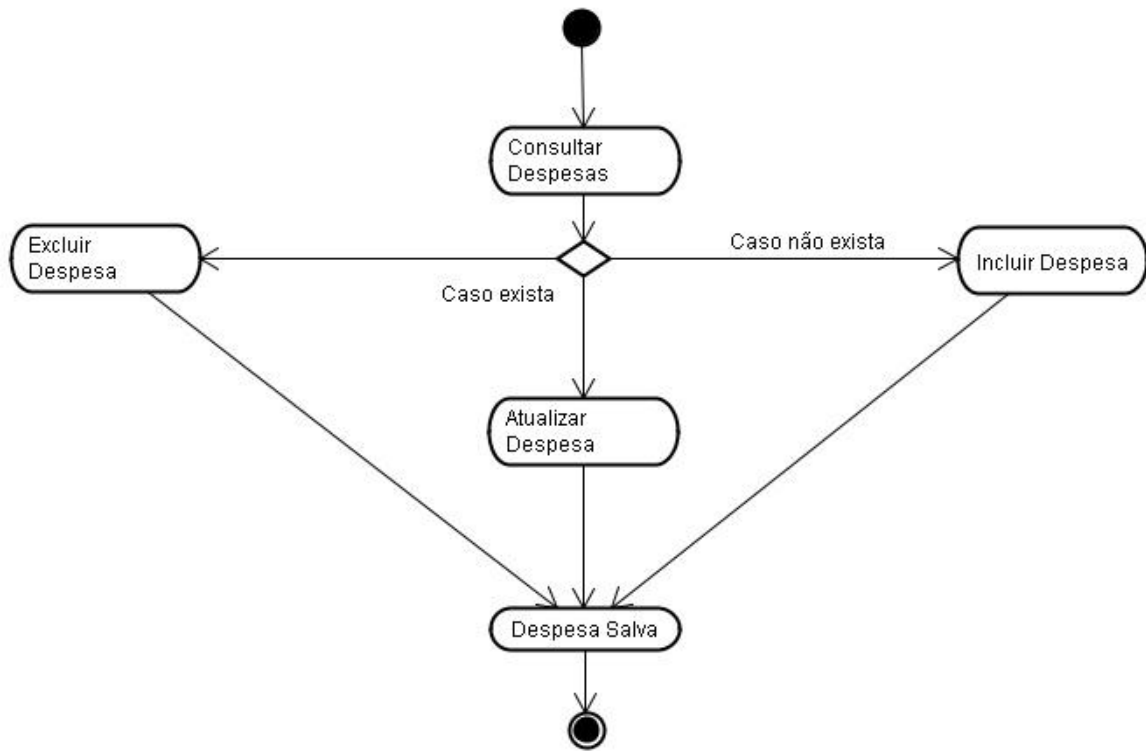 Consultar
Despesas
Excluir
Despesa
Caso não exista
Incluir Despesa
Caso exista
Atualizar
Despesa
Despesa Salva